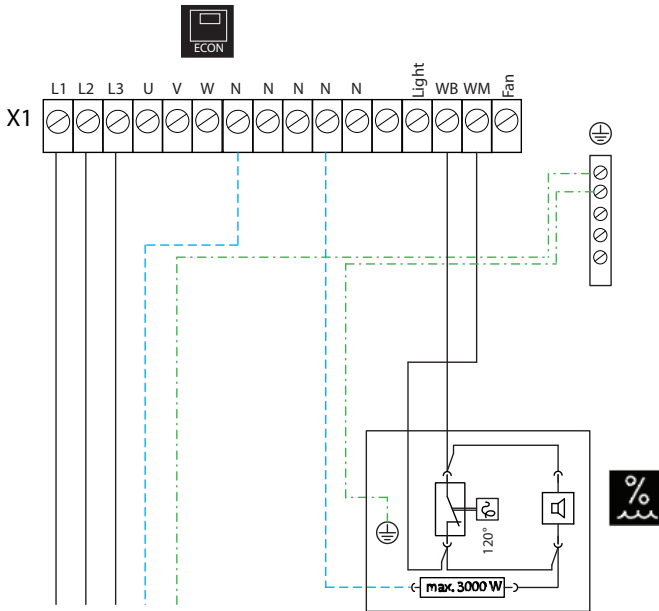 ECON
L1 L2 L3 U V W N N N N N Light WB WM Fan
X1
120°
%
max. 3000 W